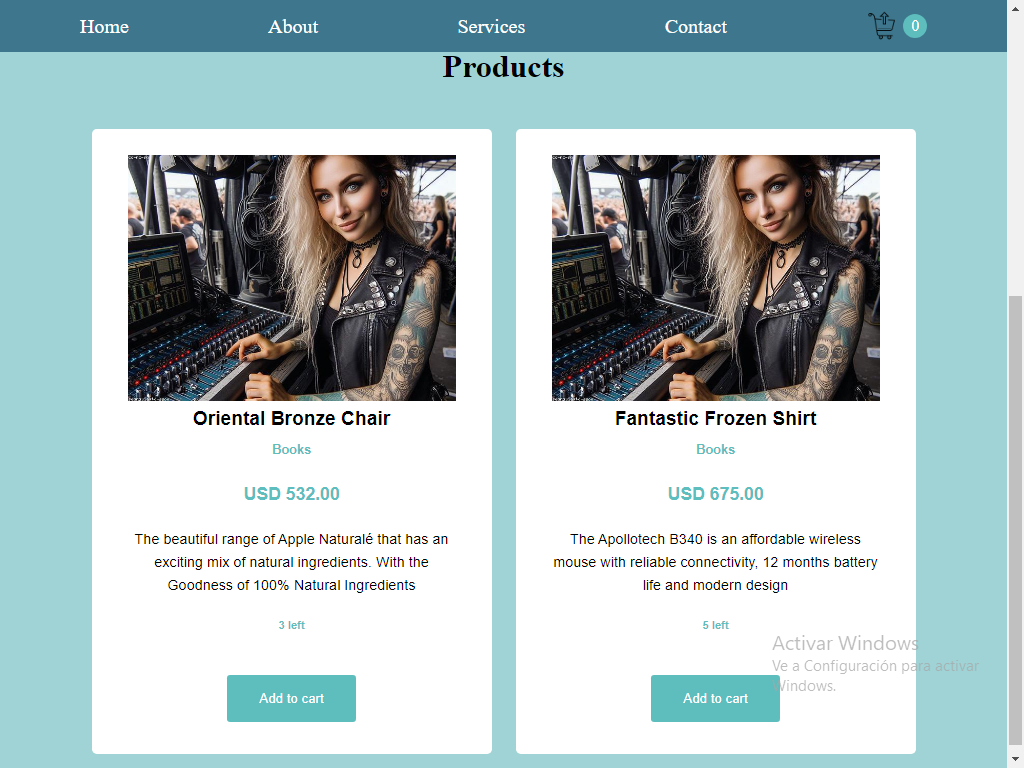 Home About Services Contact 0
Products
Oriental Bronze Chair
Books
USD 532.00
The beautiful range of Apple Naturalé that has an
exciting mix of natural ingredients. With the
Goodness of 100% Natural Ingredients
3 left
Add to cart
Fantastic Frozen Shirt
Books
USD 675.00
The Apollotech B340 is an affordable wireless
mouse with reliable connectivity, 12 months battery
life and modern design
5 left
Add to cart
Activar Windows
Ve a Configuración para activar
Windows.